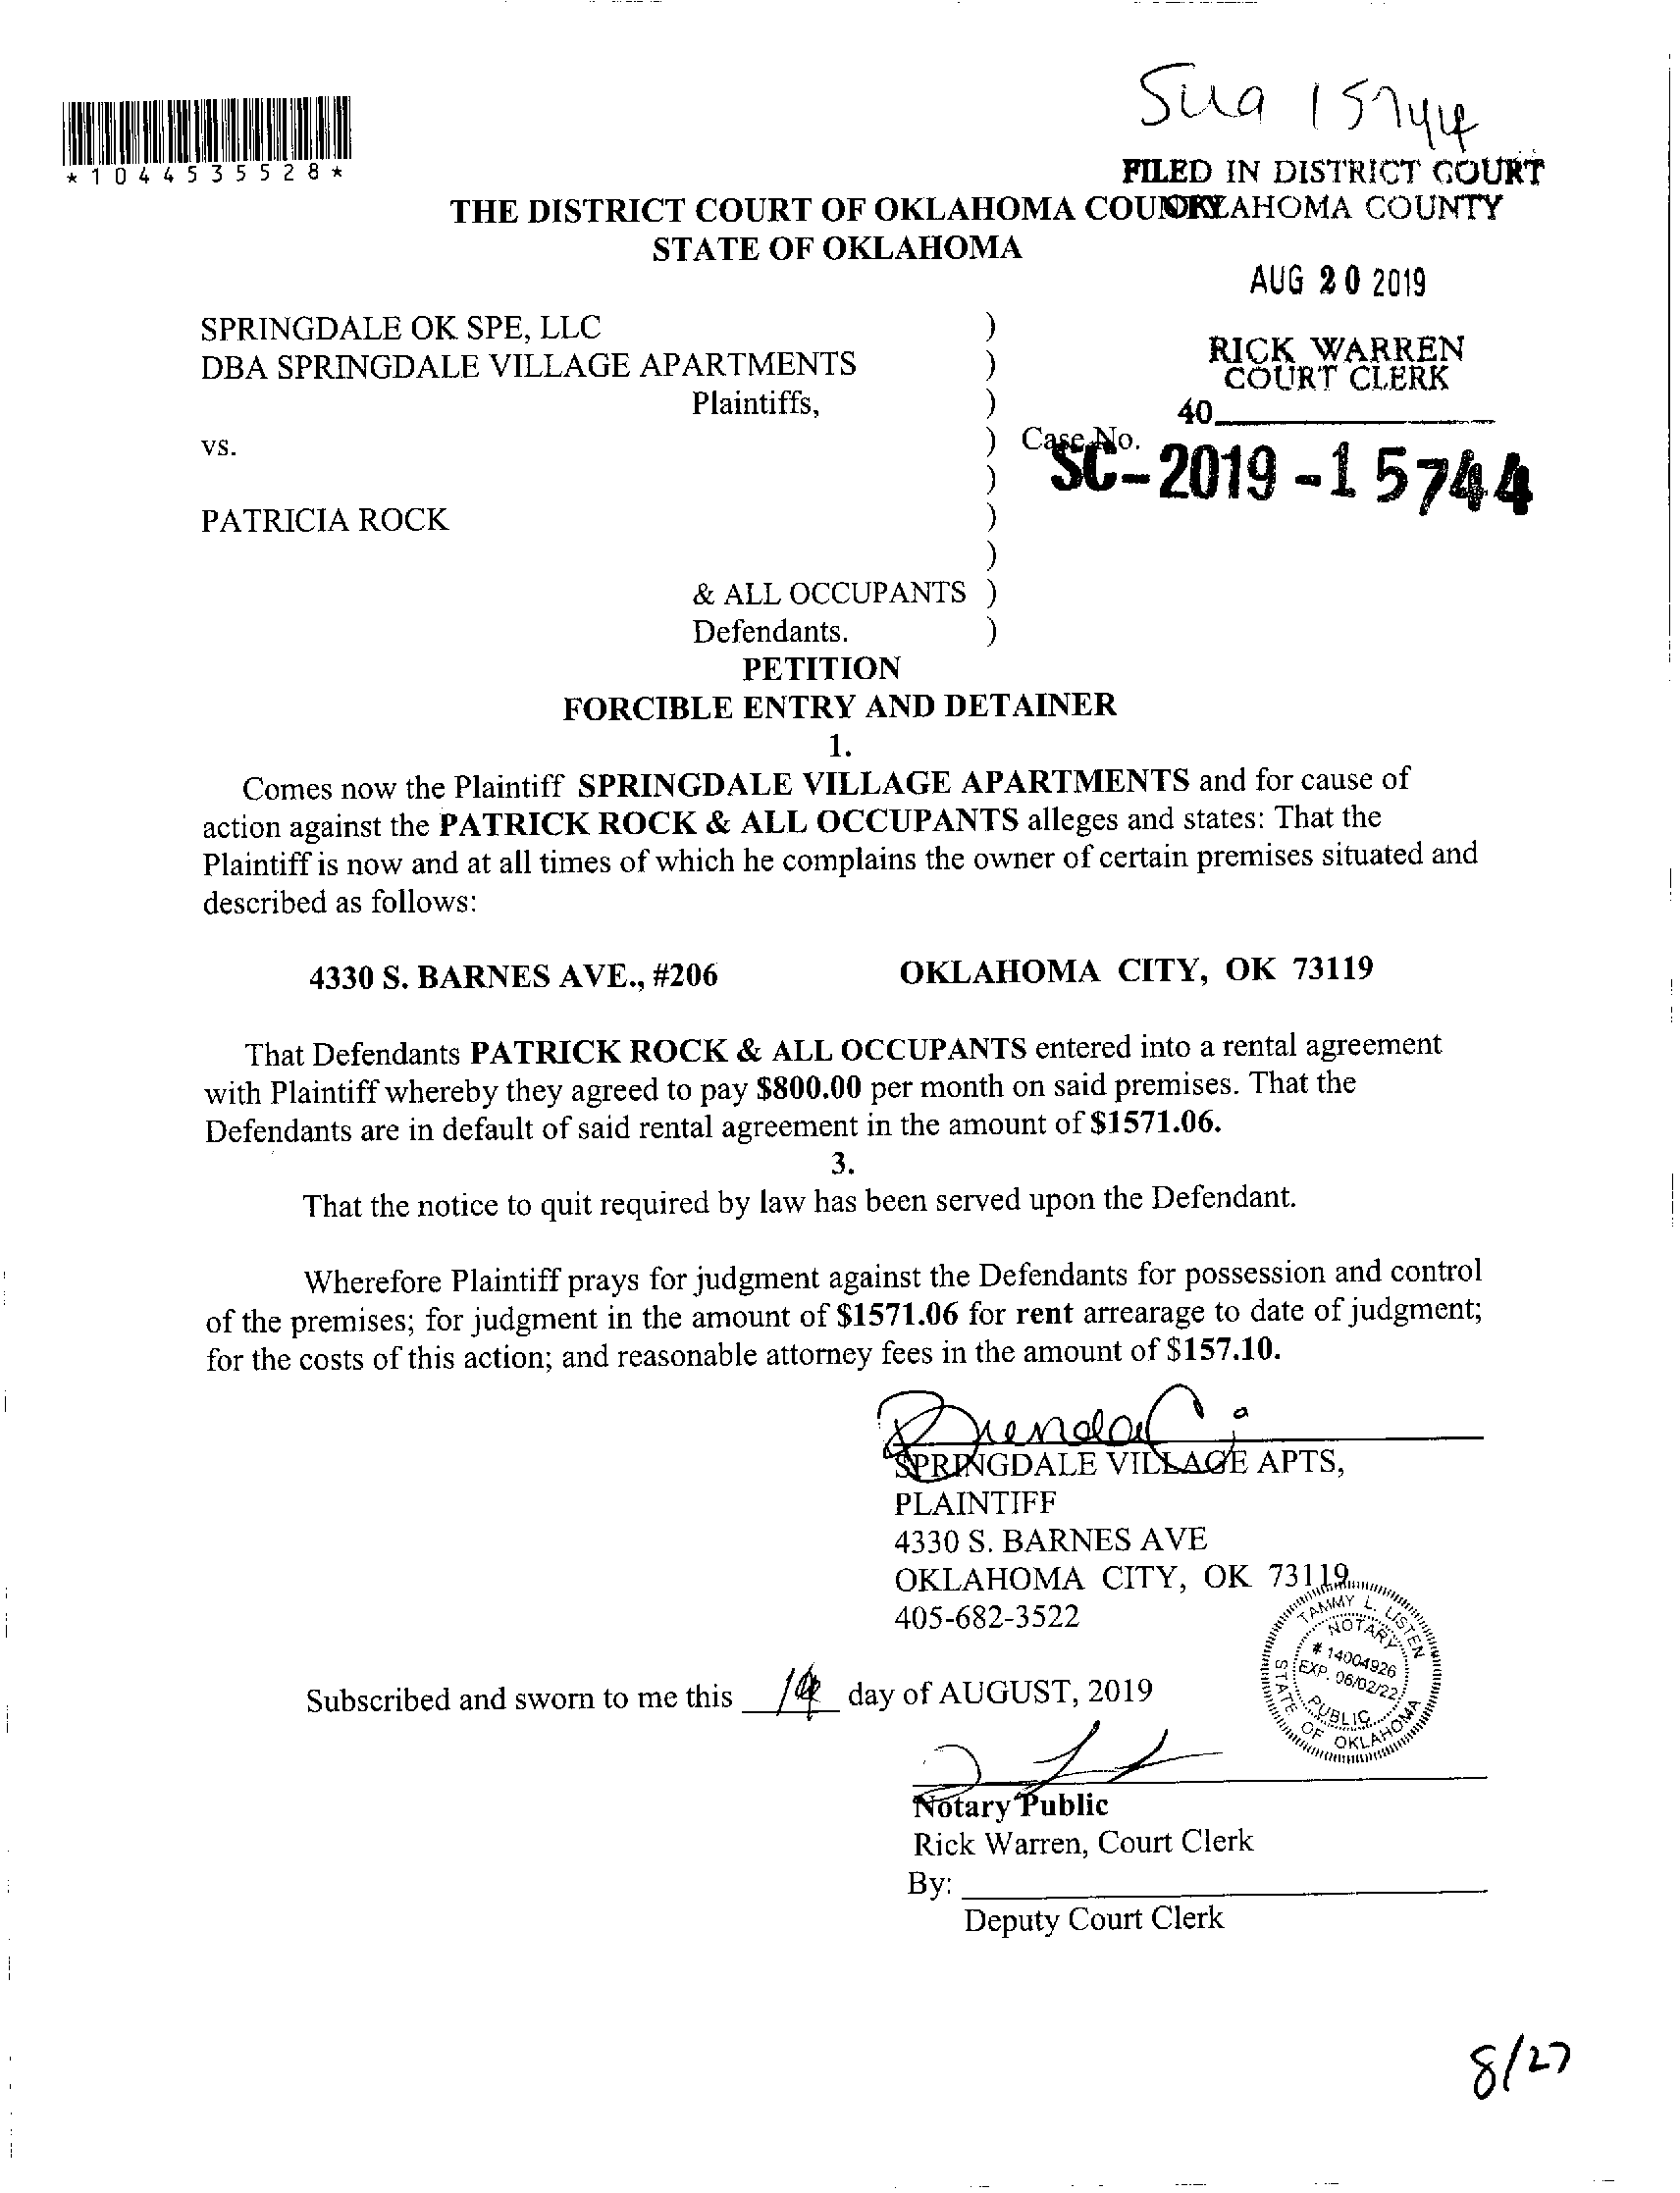 Sua 15744
*1044535528*
FILED IN DISTRICT COURT
OKLAHOMA COUNTY
THE DISTRICT COURT OF OKLAHOMA COUNTY
STATE OF OKLAHOMA
AUG 20 2019
SPRINGDALE OK SPE, LLC )
DBA SPRINGDALE VILLAGE APARTMENTS )
RICK WARREN
COURT CLERK
Plaintiffs, )
40
vs. ) Case No.
SC-2019-15744
)
PATRICIA ROCK )
)
& ALL OCCUPANTS )
Defendants. )
PETITION
FORCIBLE ENTRY AND DETAINER
1.
Comes now the Plaintiff SPRINGDALE VILLAGE APARTMENTS and for cause of
action against the PATRICK ROCK & ALL OCCUPANTS alleges and states: That the
Plaintiff is now and at all times of which he complains the owner of certain premises situated and
described as follows:
4330 S. BARNES AVE., #206 OKLAHOMA CITY, OK 73119
That Defendants PATRICK ROCK & ALL OCCUPANTS entered into a rental agreement
with Plaintiff whereby they agreed to pay $800.00 per month on said premises. That the
Defendants are in default of said rental agreement in the amount of $1571.06.
3.
That the notice to quit required by law has been served upon the Defendant.
Wherefore Plaintiff prays for judgment against the Defendants for possession and control
of the premises; for judgment in the amount of $1571.06 for rent arrearage to date of judgment;
for the costs of this action; and reasonable attorney fees in the amount of $157.10.
SPRINGDALE VILLAGE APTS,
PLAINTIFF
4330 S. BARNES AVE
OKLAHOMA CITY, OK 73119
405-682-3522
TAMMY L. LISTEN
NOTARY
# 14004926
EXP. 06/02/22
PUBLIC
STATE OF OKLAHOMA
Subscribed and sworn to me this day of AUGUST, 2019
Notary Public
Rick Warren, Court Clerk
By:
Deputy Court Clerk
8/27